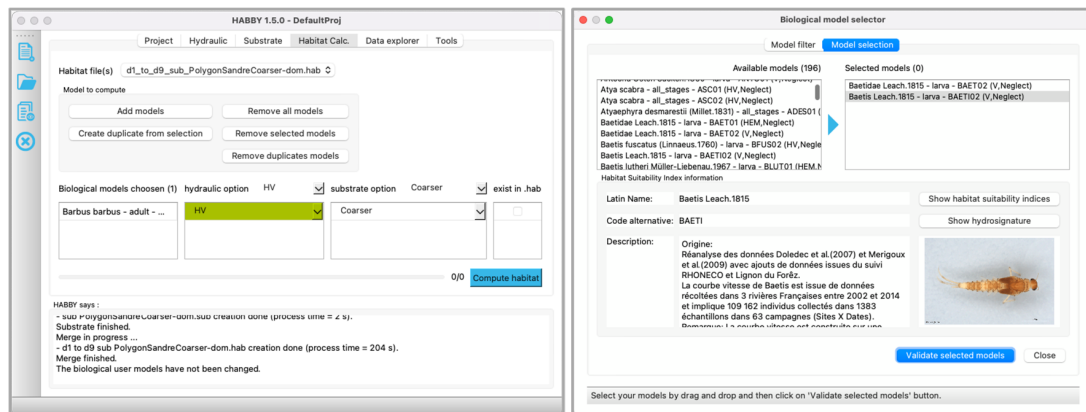 HABBY 1.5.0 - DefaultProj
Project Hydraulic Substrate Habitat Calc. Data explorer Tools
Habitat file(s) d1_to_d9_sub_PolygonSandreCoarser-dom.hab
Model to compute
Add models Remove all models
Create duplicate from selection Remove selected models
Remove duplicates models
Biological models choosen (1) hydraulic option HV substrate option Coarser exist in .hab
Barbus barbus - adult - ... HV Coarser
0/0 Compute habitat
HABBY says :
- sub PolygonSandreCoarser-dom.sub creation done (process time = 2 s).
Substrate finished.
Merge in progress ...
- d1 to d9 sub PolygonSandreCoarser-dom.hab creation done (process time = 204 s).
Merge finished.
The biological user models have not been changed.
Biological model selector
Model filter Model selection
Available models (196)
Atya scabra - all_stages - ASC01 (HV,Neglect)
Atya scabra - all_stages - ASC02 (HV,Neglect)
Atyaephyra desmarestii (Millet.1831) - all_stages - ADES01 (
Baetidae Leach.1815 - larva - BAET01 (HEM,Neglect)
Baetidae Leach.1815 - larva - BAET02 (V,Neglect)
Baetis fuscatus (Linnaeus.1760) - larva - BFUS02 (HV,Negle
Baetis Leach.1815 - larva - BAETI02 (V,Neglect)
Baetis lutheri Müller-Liebenau.1967 - larva - BLUT01 (HEM,N
Selected models (0)
Baetidae Leach.1815 - larva - BAET02 (V,Neglect)
Baetis Leach.1815 - larva - BAETI02 (V,Neglect)
Habitat Suitability Index information
Latin Name: Baetis Leach.1815 Show habitat suitability indices
Code alternative: BAETI Show hydrosignature
Description: Origine:
Réanalyse des données Doledec et al.(2007) et Merigoux
et al.(2009) avec ajouts de données issues du suivi
RHONECO et Lignon du Forêz.
La courbe vitesse de Baetis est issue de données
récoltées dans 3 rivières Françaises entre 2002 et 2014
et implique 109 162 individus collectés dans 1383
échantillons dans 63 campagnes (Sites X Dates).
Remarque: La courbe vitesse est construite sur une
Validate selected models Close
Select your models by drag and drop and then click on 'Validate selected models' button.